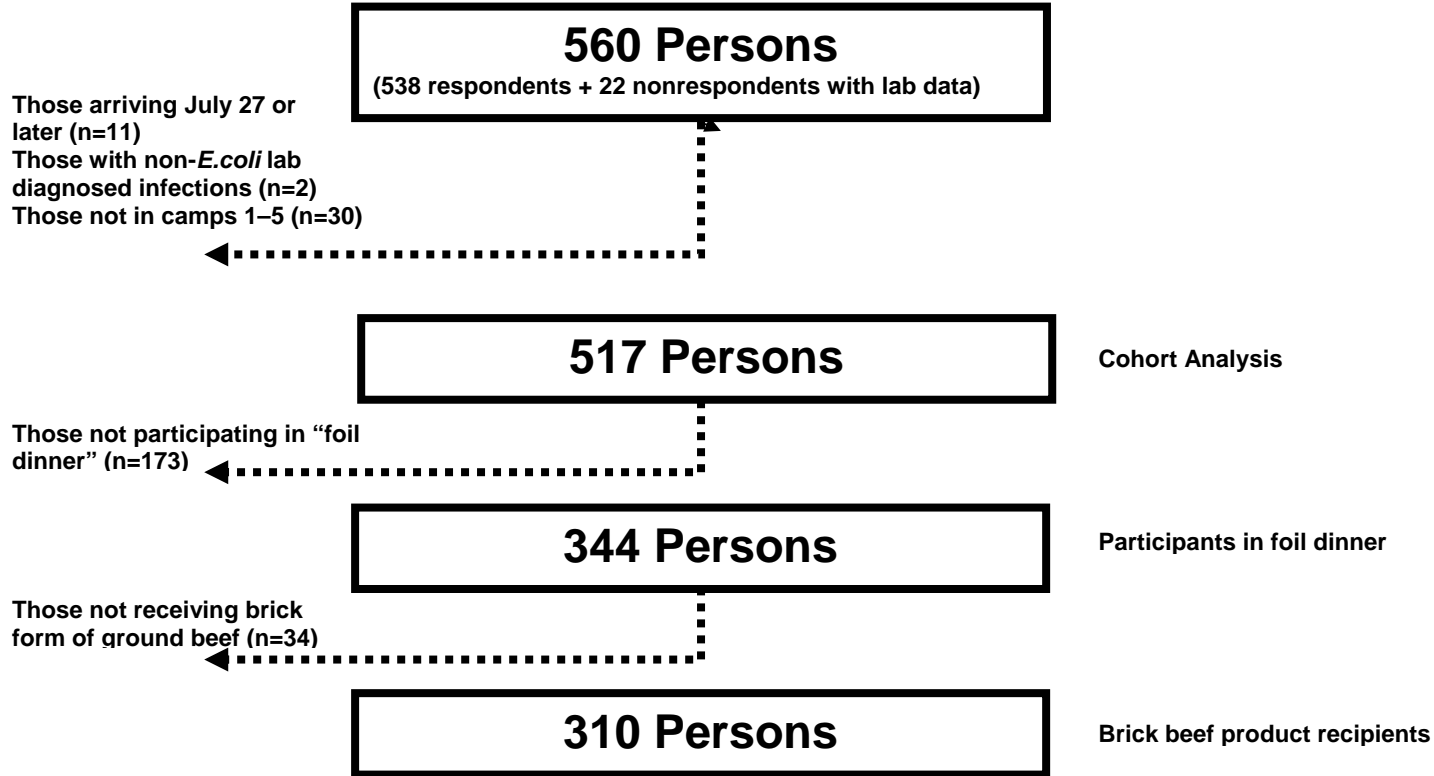 560 Persons
(538 respondents + 22 nonrespondents with lab data)
Those arriving July 27 or
later (n=11)
Those with non-E.coli lab
diagnosed infections (n=2)
Those not in camps 1–5 (n=30)
517 Persons
Cohort Analysis
Those not participating in “foil
dinner” (n=173)
344 Persons
Participants in foil dinner
Those not receiving brick
form of ground beef (n=34)
310 Persons
Brick beef product recipients